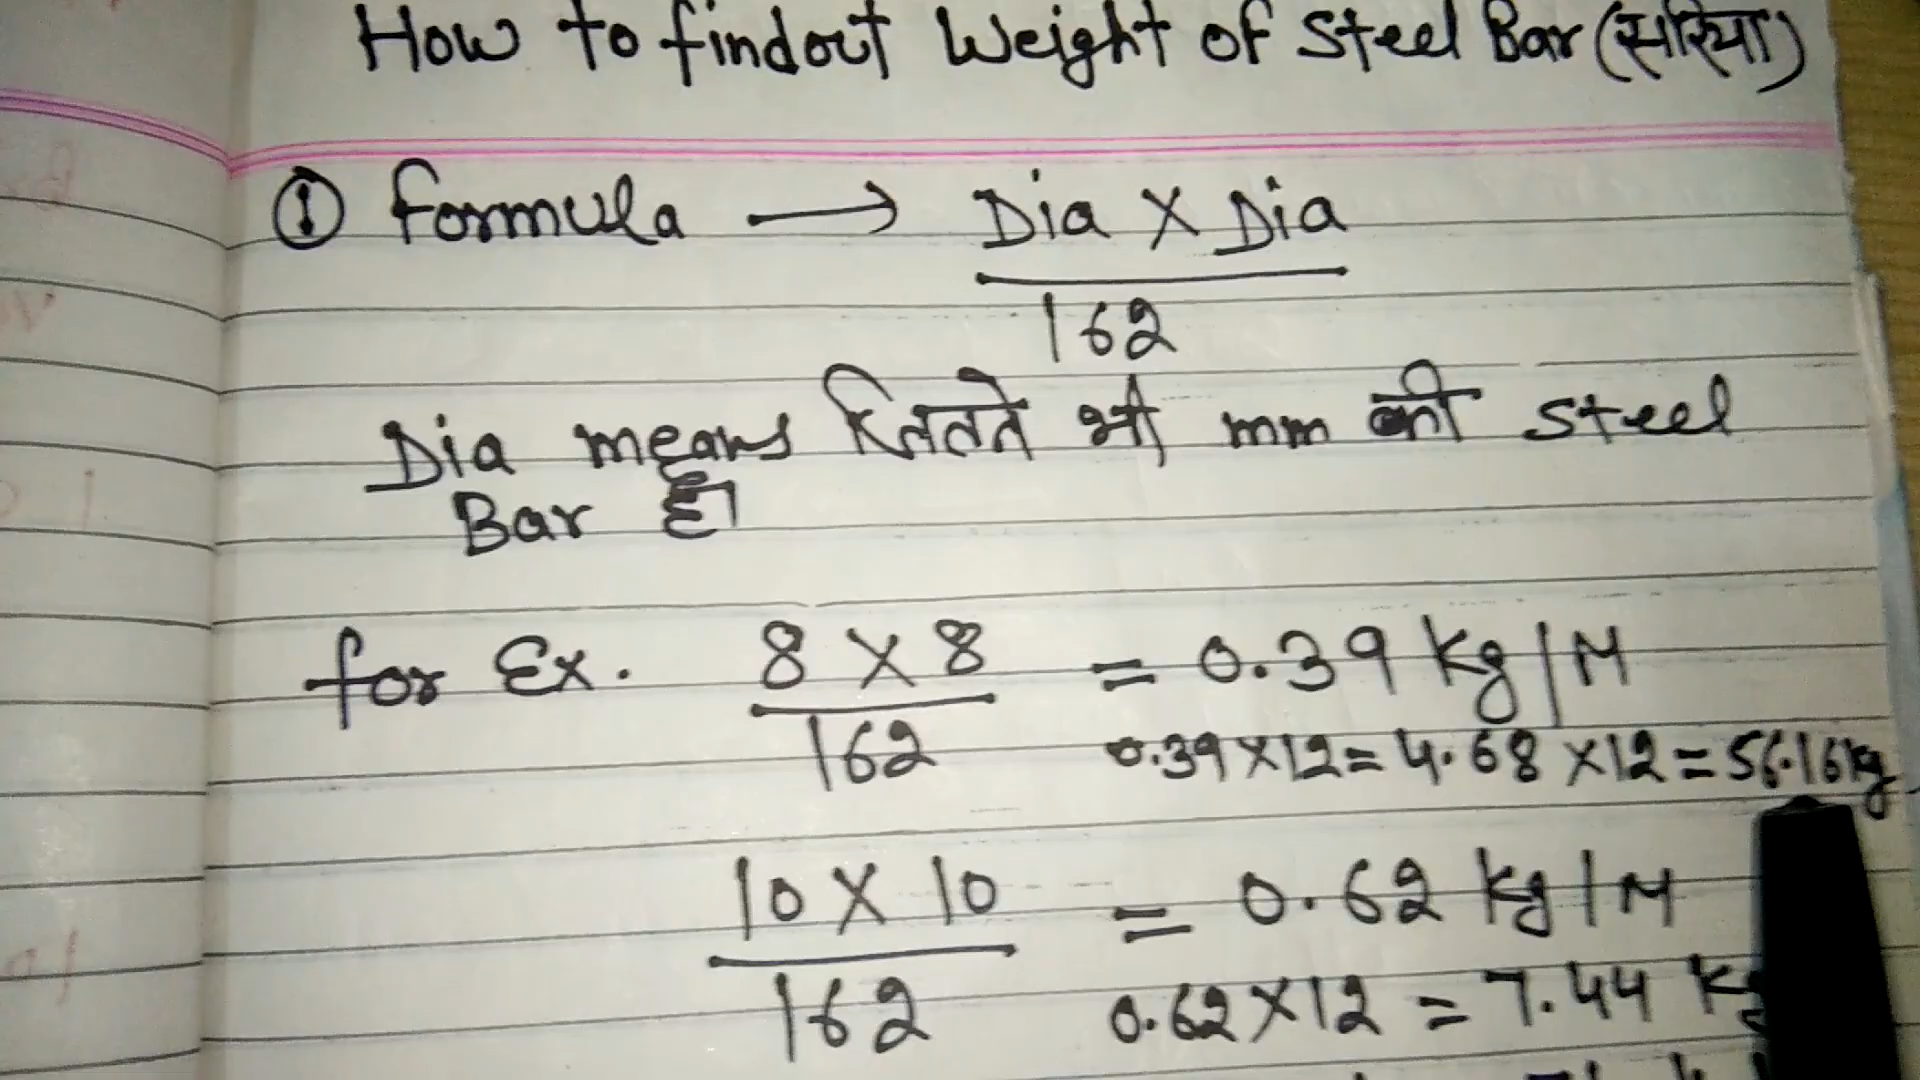 How to findout Weight of Steel Bar (सरिया)
① Formula → Dia X Dia
162
Dia means जितने भी mm की steel
Bar हो
for Ex. 8 X 8 = 0.39 Kg/M
162 0.39 X 12 = 4.68 X 12 = 56.16 kg
10 X 10 = 0.62 Kg/M
162 0.62 X 12 = 7.44